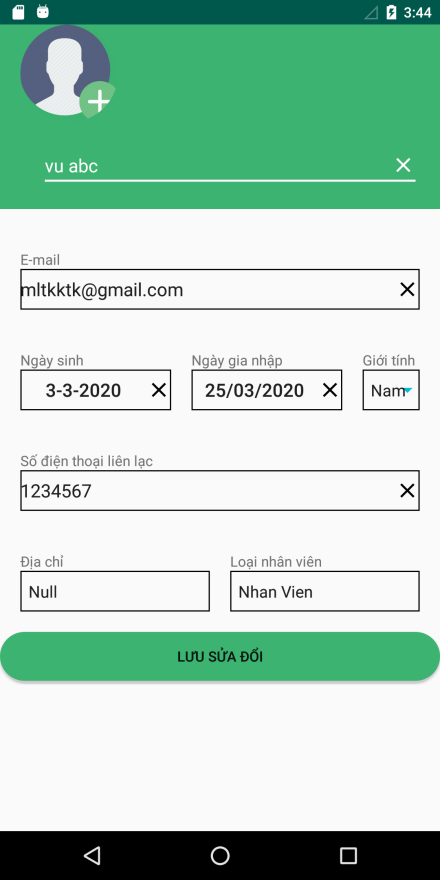 3:44
vu abc
E-mail
mltkktk@gmail.com
Ngày sinh Ngày gia nhập Giới tính
3-3-2020 25/03/2020 Nam
Số điện thoại liên lạc
1234567
Địa chỉ Loại nhân viên
Null Nhan Vien
LƯU SỬA ĐỔI